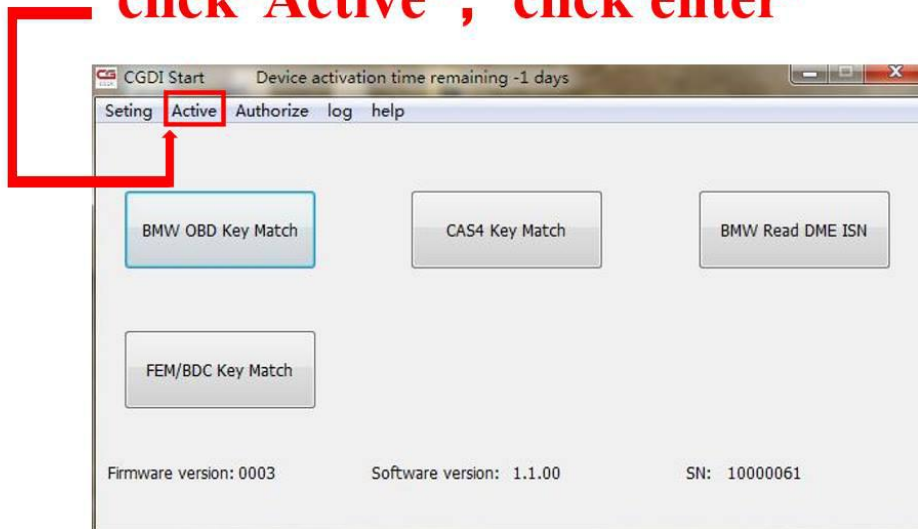 click "Active" , click enter
CGDI Start Device activation time remaining -1 days
Seting Active Authorize log help
BMW OBD Key Match CAS4 Key Match BMW Read DME ISN
FEM/BDC Key Match
Firmware version: 0003 Software version: 1.1.00 SN: 10000061